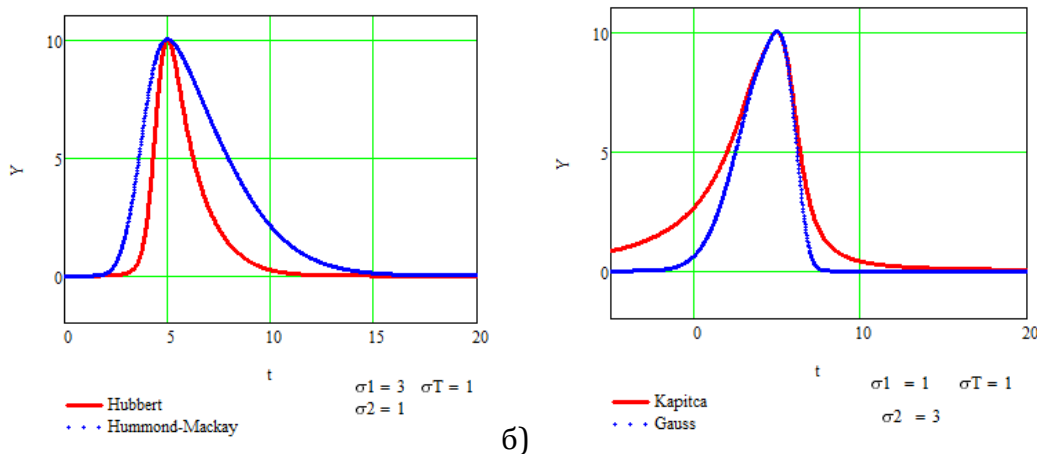 10
5
0
Y
0 5 10 15 20
t
σ1 = 3 σT = 1
σ2 = 1
Hubbert
Hummond-Mackay
б)
10
5
0
Y
0 10 20
t
σ1 = 1 σT = 1
σ2 = 3
Kapitca
Gauss